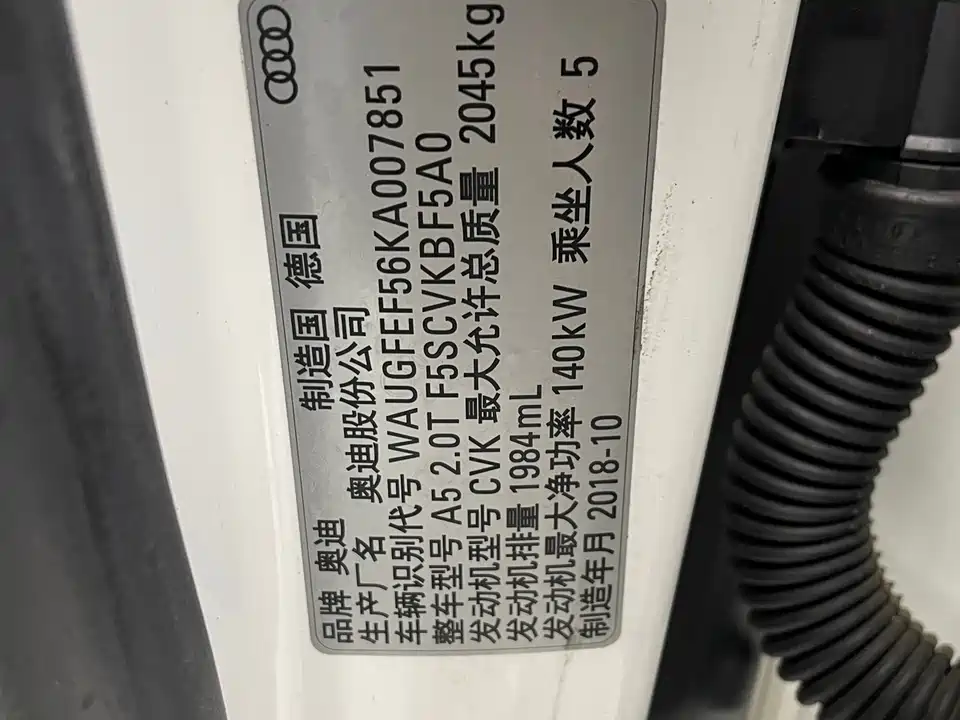 品牌 奥迪 制造国 德国
生产厂名 奥迪股份公司
车辆识别代号 WAUGFEF56KA007851
整车型号 A5 2.0T F5SCVKBF5A0
发动机型号 CVK 最大允许总质量 2045kg
发动机排量 1984mL
发动机最大净功率 140kW 乘坐人数 5
制造年月 2018-10